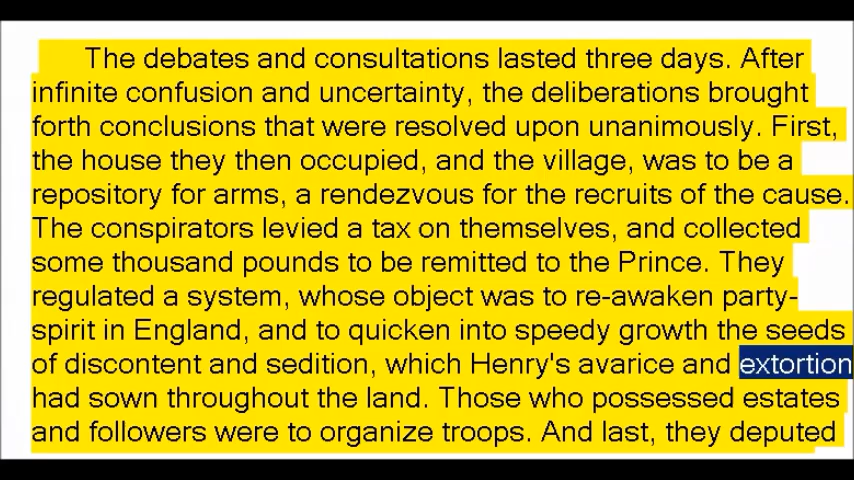 The debates and consultations lasted three days. After
infinite confusion and uncertainty, the deliberations brought
forth conclusions that were resolved upon unanimously. First,
the house they then occupied, and the village, was to be a
repository for arms, a rendezvous for the recruits of the cause.
The conspirators levied a tax on themselves, and collected
some thousand pounds to be remitted to the Prince. They
regulated a system, whose object was to re-awaken party-
spirit in England, and to quicken into speedy growth the seeds
of discontent and sedition, which Henry's avarice and extortion
had sown throughout the land. Those who possessed estates
and followers were to organize troops. And last, they deputed